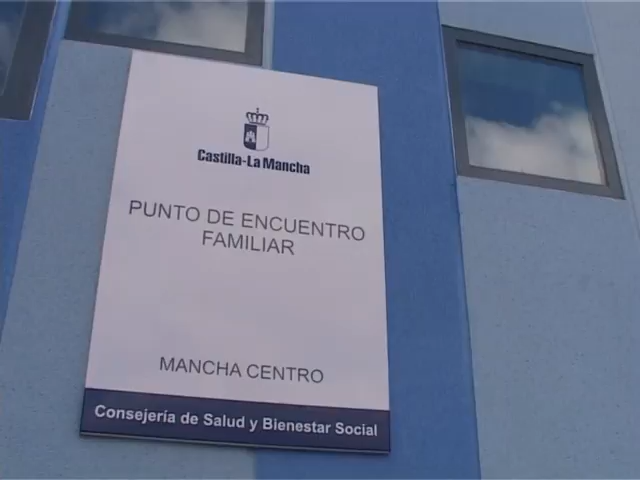 Castilla-La Mancha
PUNTO DE ENCUENTRO
FAMILIAR
MANCHA CENTRO
Consejería de Salud y Bienestar Social